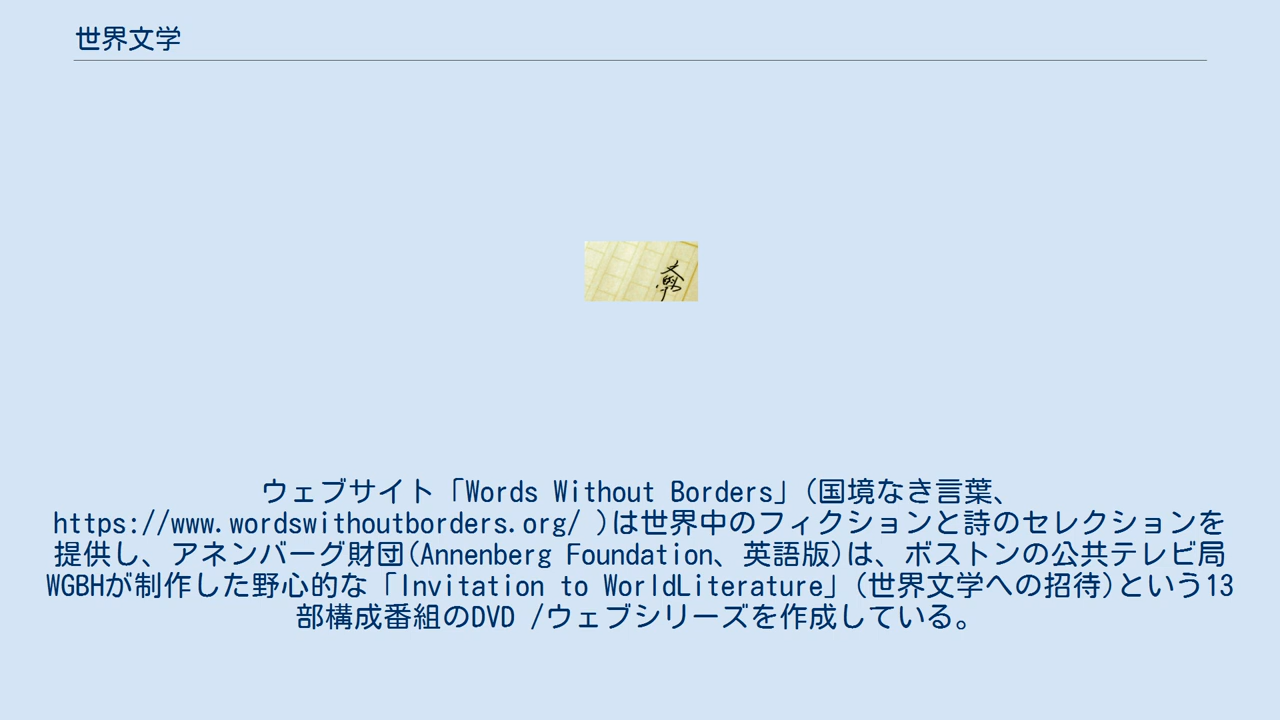 世界文学
ウェブサイト「Words Without Borders」(国境なき言葉、
https://www.wordswithoutborders.org/ )は世界中のフィクションと詩のセレクションを
提供し、アネンバーグ財団(Annenberg Foundation、英語版)は、ボストンの公共テレビ局
WGBHが制作した野心的な「Invitation to WorldLiterature」(世界文学への招待)という13
部構成番組のDVD /ウェブシリーズを作成している。